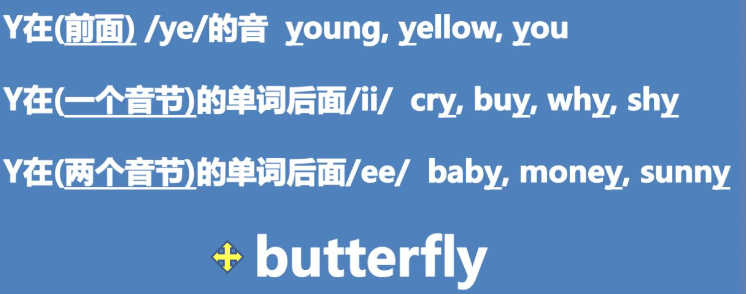 Y在(前面) /ye/的音 young, yellow, you
Y在(一个音节)的单词后面/ii/ cry, buy, why, shy
Y在(两个音节)的单词后面/ee/ baby, money, sunny
butterfly